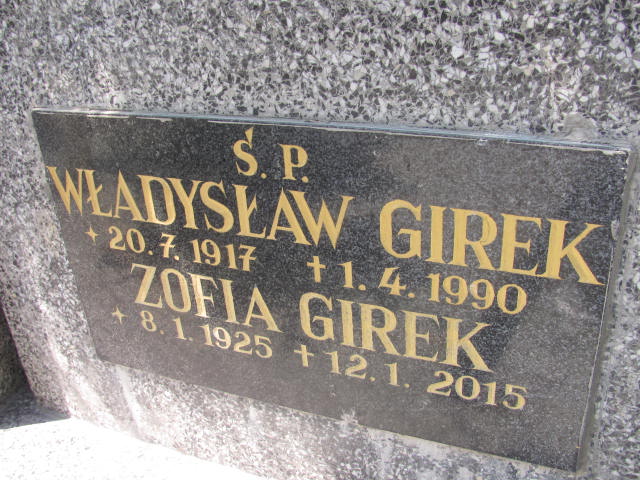 Ś. P.
WŁADYSŁAW GIREK
+ 20. 7. 1917 + 1. 4. 1990
ZOFIA GIREK
+ 8. 1. 1925 + 12. 1. 2015